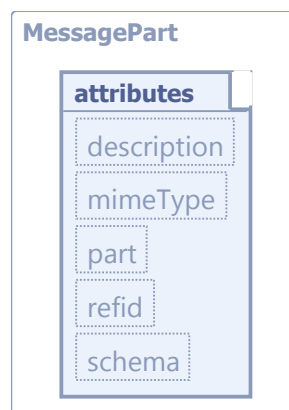 MessagePart
attributes
description
mimeType
part
refid
schema